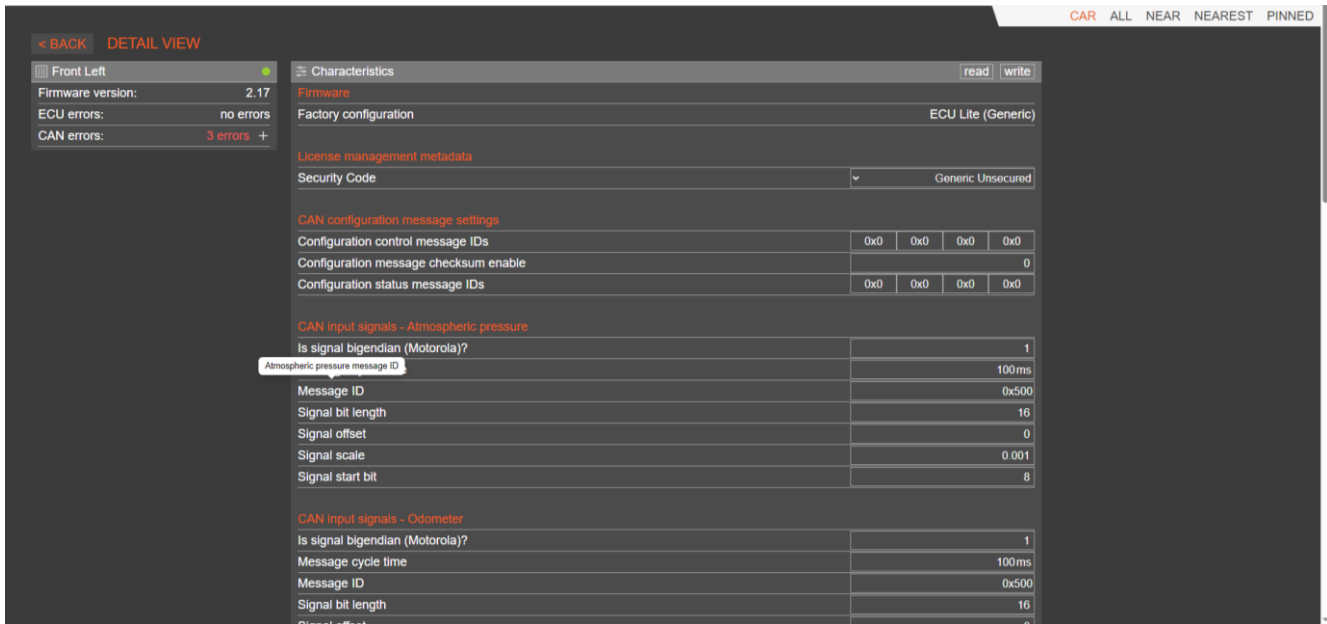 CAR ALL NEAR NEAREST PINNED
< BACK DETAIL VIEW
Front Left
Firmware version: 2.17
ECU errors: no errors
CAN errors: 3 errors +
Characteristics read write
Firmware
Factory configuration ECU Lite (Generic)
License management metadata
Security Code Generic Unsecured
CAN configuration message settings
Configuration control message IDs 0x0 0x0 0x0 0x0
Configuration message checksum enable 0
Configuration status message IDs 0x0 0x0 0x0 0x0
CAN input signals - Atmospheric pressure
Is signal bigendian (Motorola)? 1
Atmospheric pressure message ID
100ms
Message ID 0x500
Signal bit length 16
Signal offset 0
Signal scale 0.001
Signal start bit 8
CAN input signals - Odometer
Is signal bigendian (Motorola)? 1
Message cycle time 100ms
Message ID 0x500
Signal bit length 16